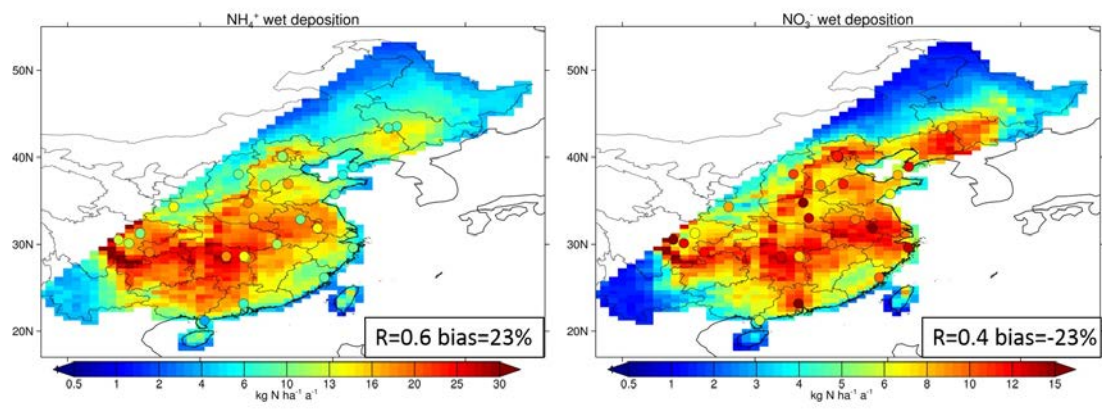 NH₄⁺ wet deposition
50N
40N
30N
20N
R=0.6 bias=23%
0.5 1 2 4 6 10 13 16 20 25 30
kg N ha⁻¹ a⁻¹
NO₃⁻ wet deposition
50N
40N
30N
20N
R=0.4 bias=-23%
0.5 1 2 3 4 5 6 8 10 12 15
kg N ha⁻¹ a⁻¹